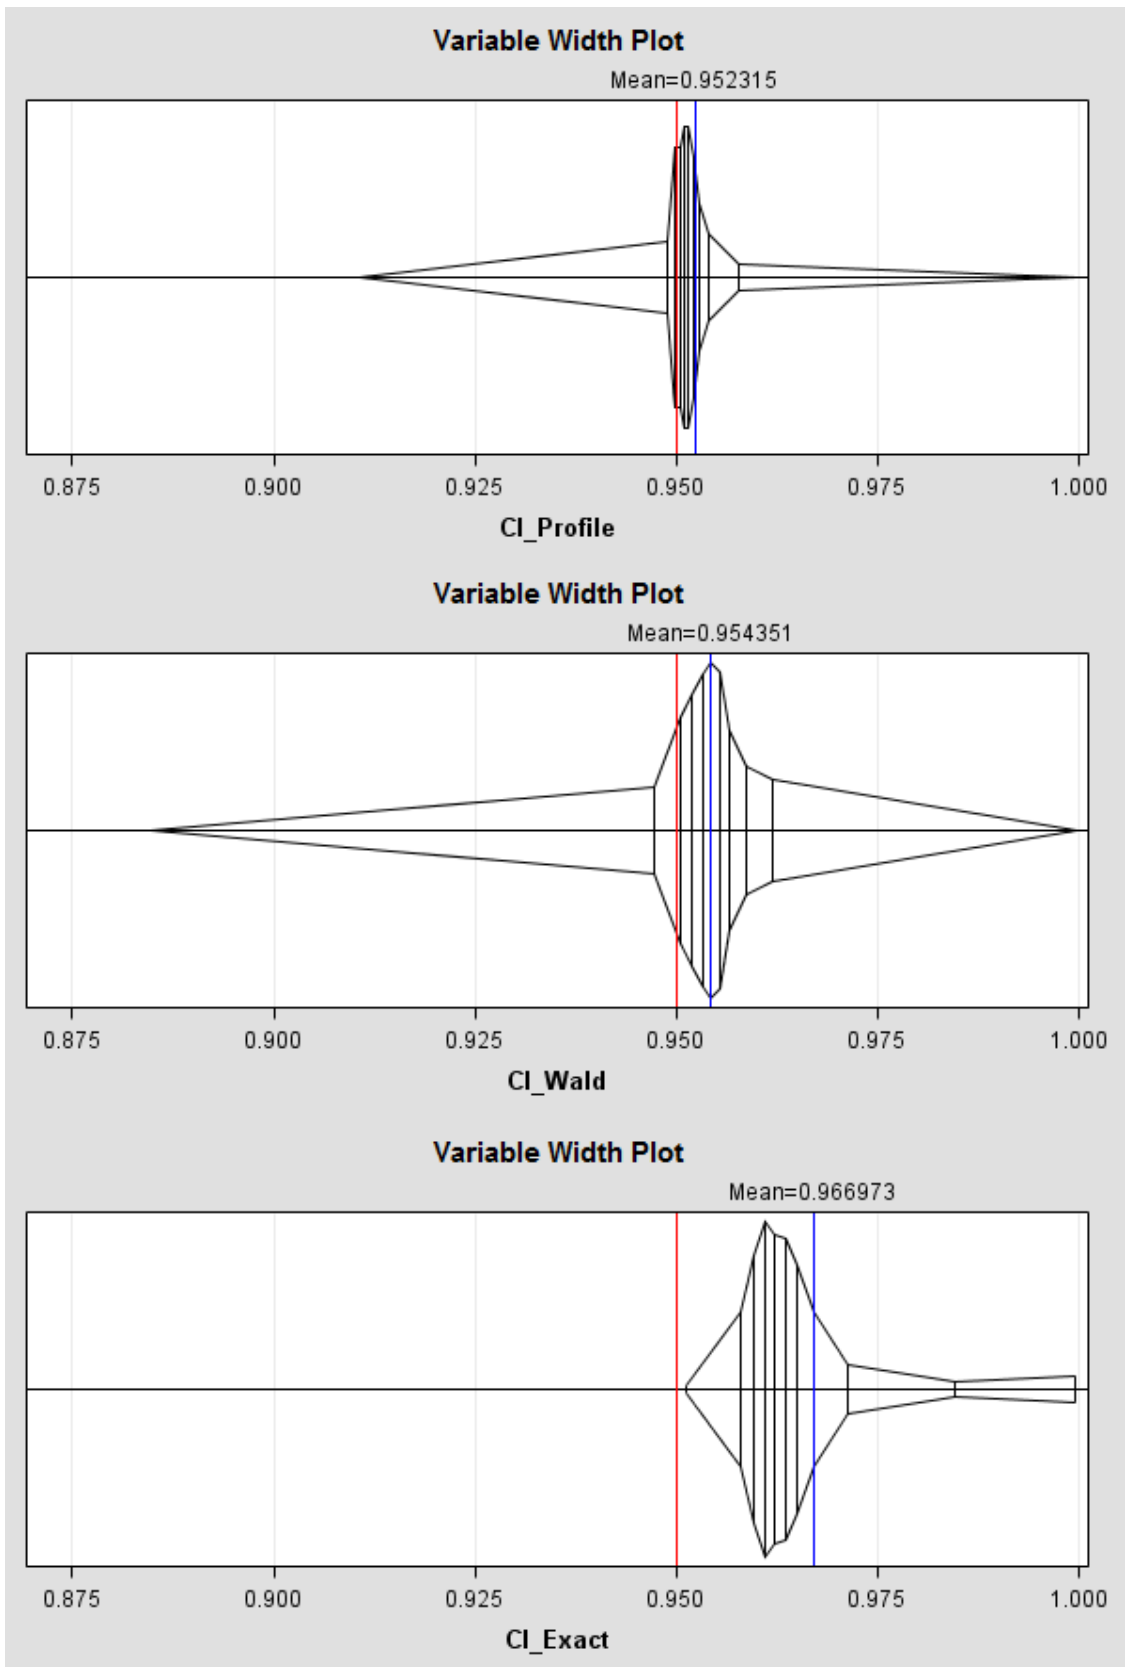 Variable Width Plot
Mean=0.952315
0.875 0.900 0.925 0.950 0.975 1.000
CI_Profile
Variable Width Plot
Mean=0.954351
0.875 0.900 0.925 0.950 0.975 1.000
CI_Wald
Variable Width Plot
Mean=0.966973
0.875 0.900 0.925 0.950 0.975 1.000
CI_Exact